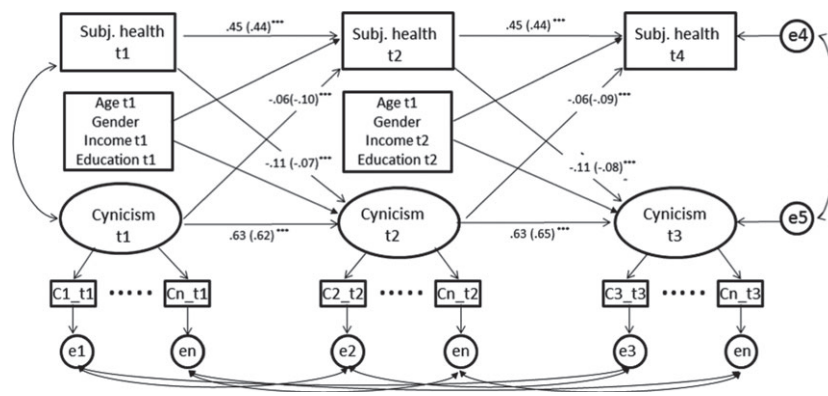 Subj. health
t1
.45 (.44)***
Subj. health
t2
.45 (.44)***
Subj. health
t4
e4
-.06(-.10)***
-.06(-.09)***
Age t1
Gender
Income t1
Education t1
Age t1
Gender
Income t2
Education t2
-.11 (-.07)***
-.11 (-.08)***
Cynicism
t1
.63 (.62)***
Cynicism
t2
.63 (.65)***
Cynicism
t3
e5
C1_t1
Cn_t1
C2_t2
Cn_t2
C3_t3
Cn_t3
e1
en
e2
en
e3
en